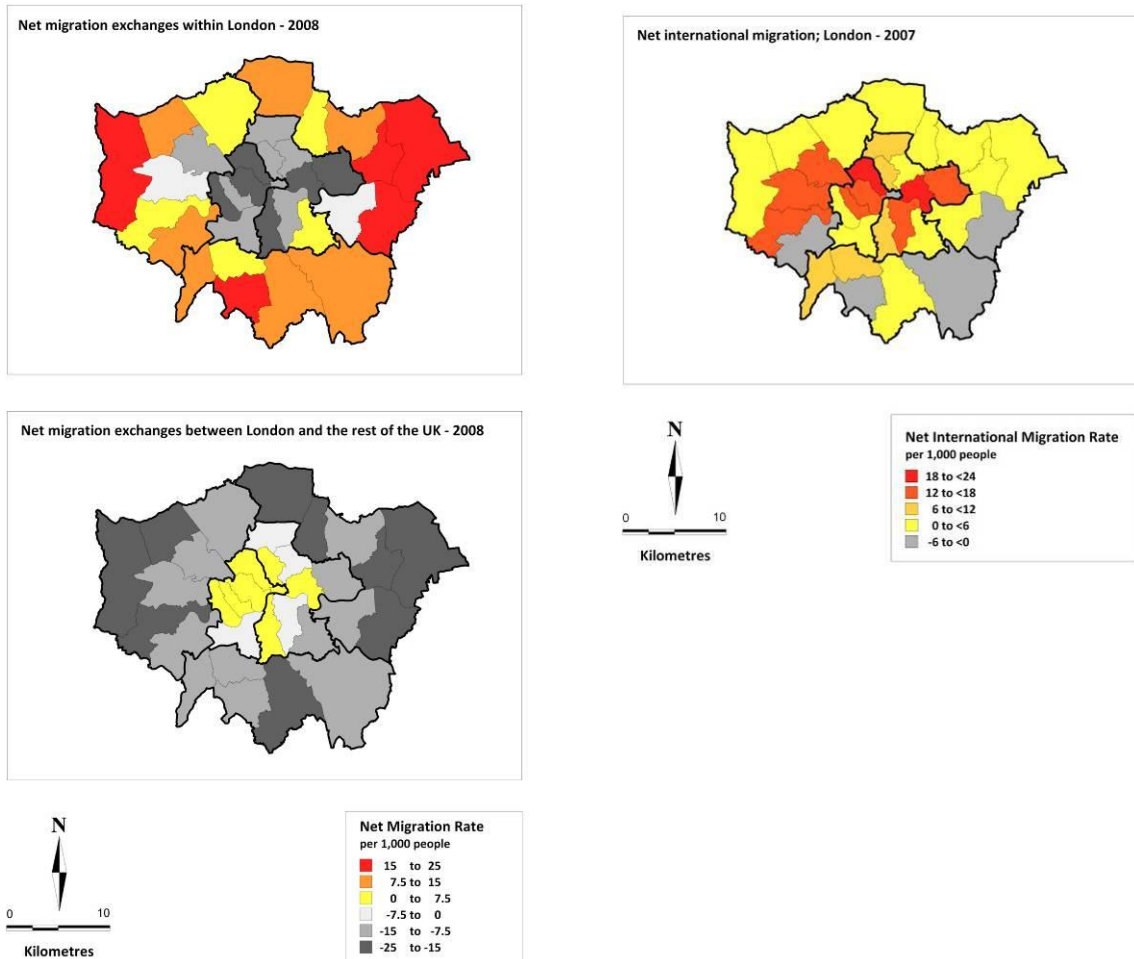 Net migration exchanges within London - 2008
Net international migration; London - 2007
Net migration exchanges between London and the rest of the UK - 2008
N
0 10
Kilometres
Net International Migration Rate
per 1,000 people
18 to <24
12 to <18
6 to <12
0 to <6
-6 to <0
N
0 10
Kilometres
Net Migration Rate
per 1,000 people
15 to 25
7.5 to 15
0 to 7.5
-7.5 to 0
-15 to -7.5
-25 to -15